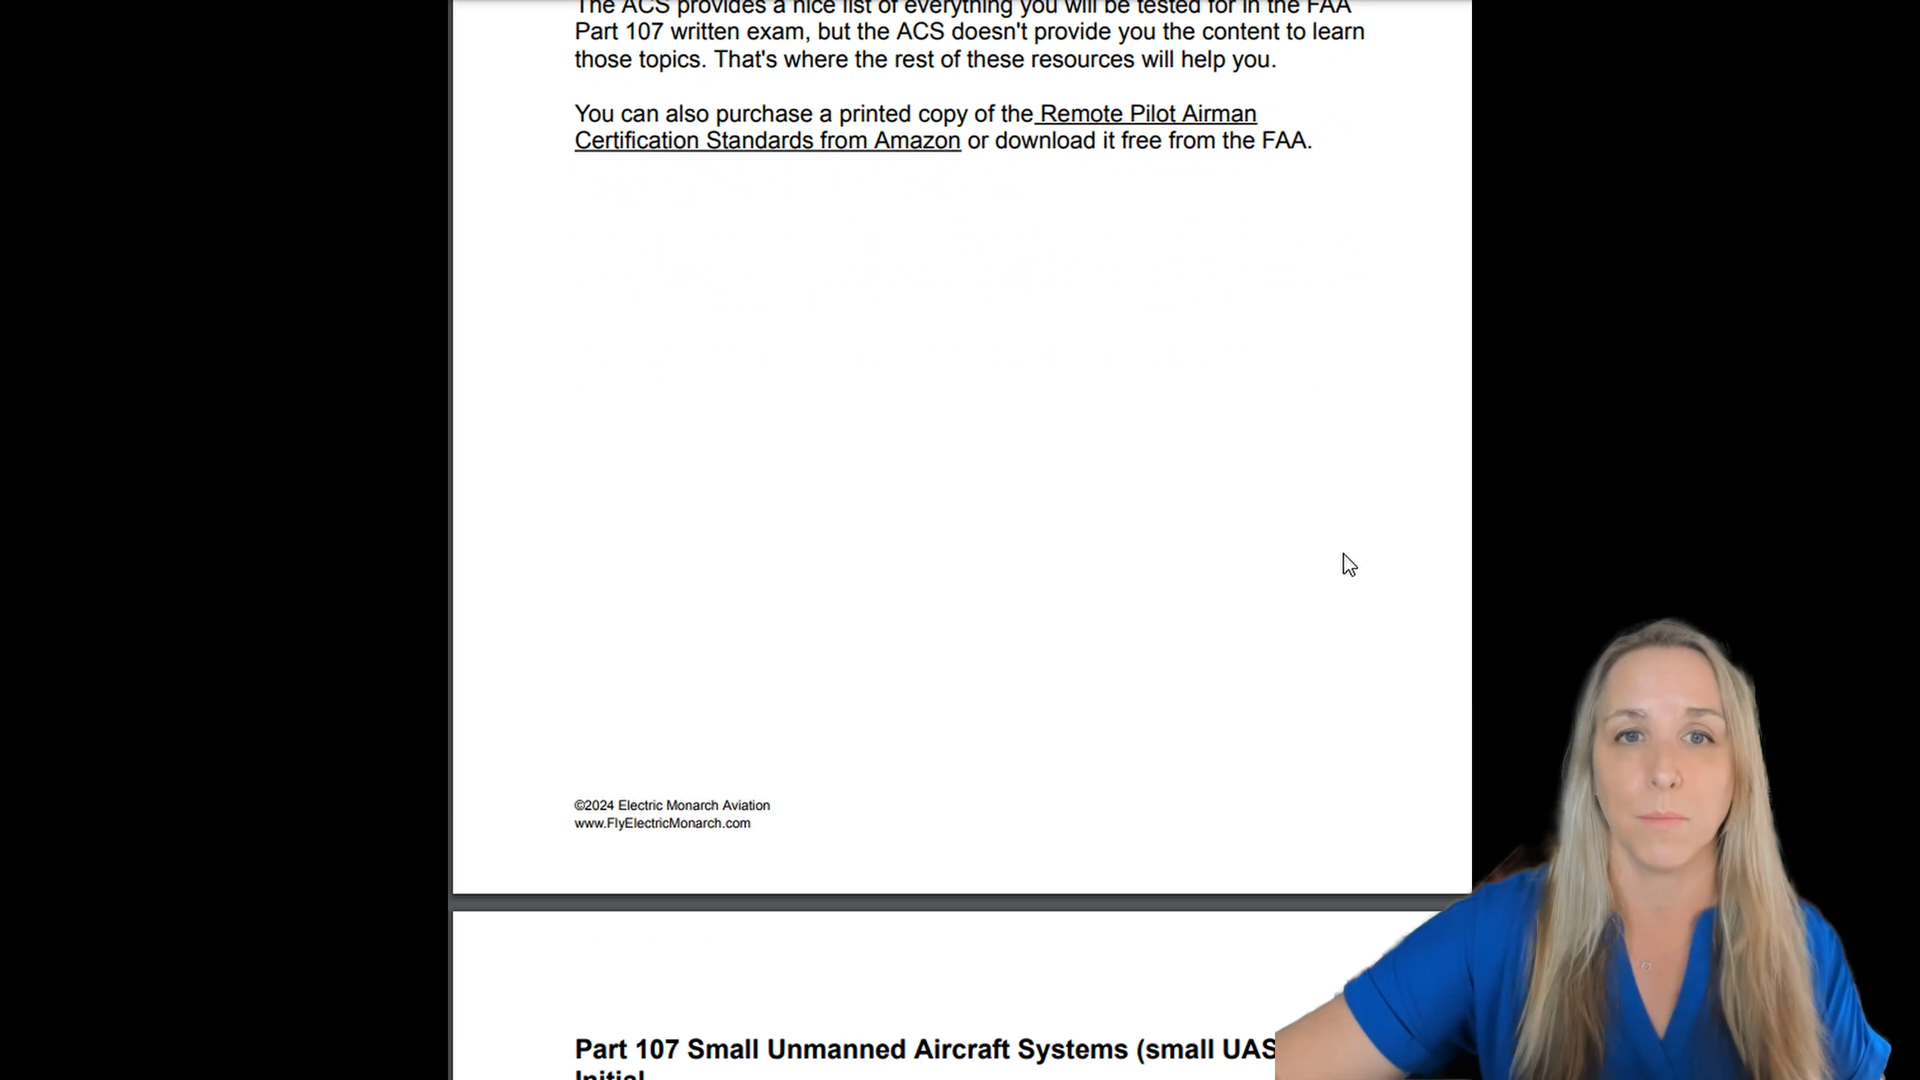 The ACS provides a nice list of everything you will be tested for in the FAA
Part 107 written exam, but the ACS doesn't provide you the content to learn
those topics. That's where the rest of these resources will help you.
You can also purchase a printed copy of the Remote Pilot Airman
Certification Standards from Amazon or download it free from the FAA.
©2024 Electric Monarch Aviation
www.FlyElectricMonarch.com
Part 107 Small Unmanned Aircraft Systems (small UAS
Initial